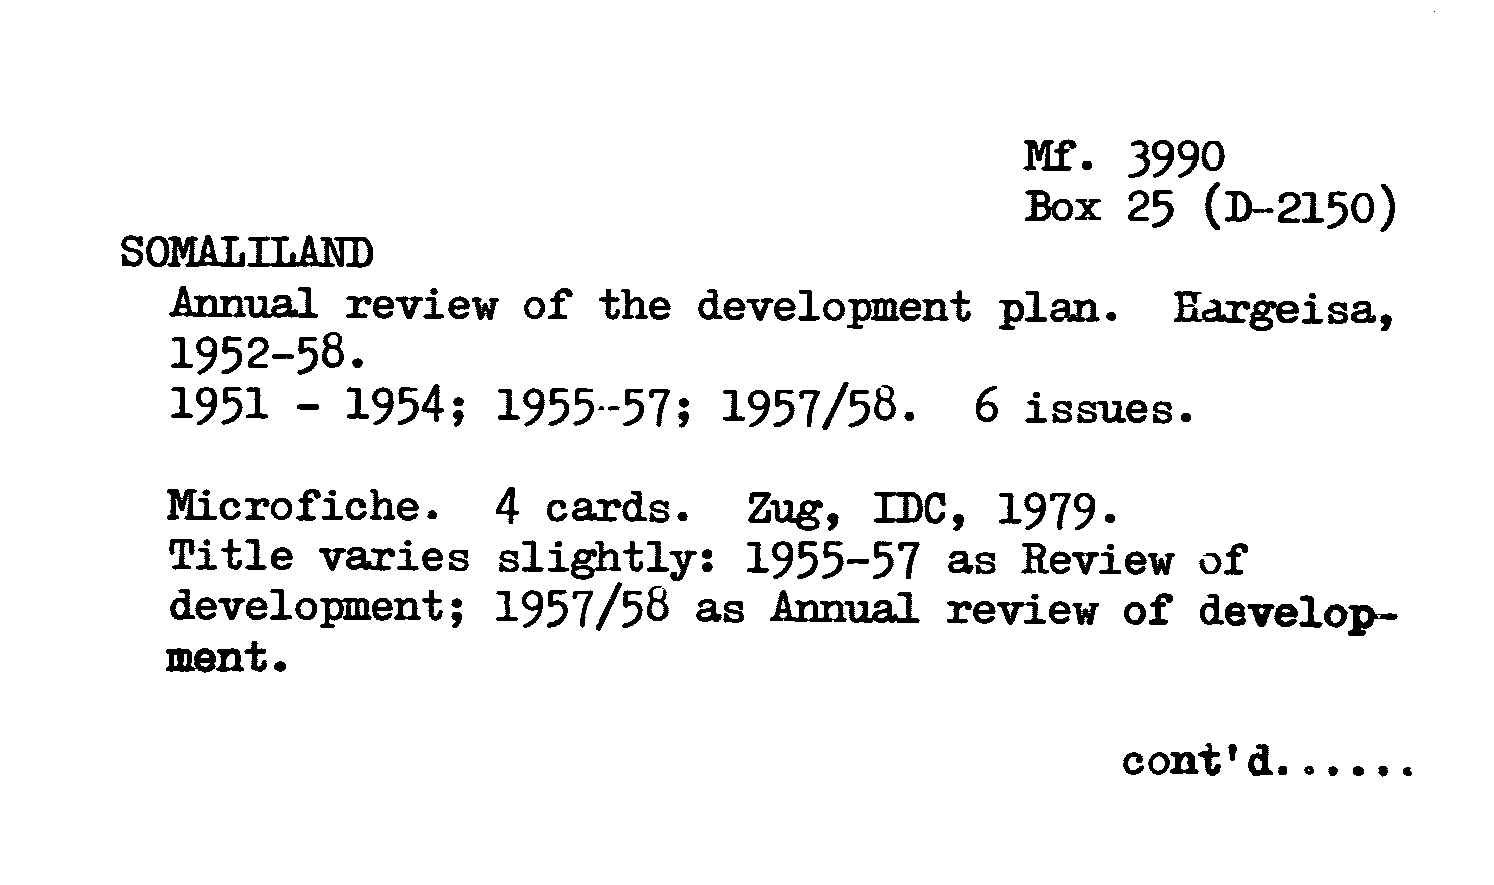 Mf. 3990
Box 25 (D-2150)
SOMALILAND
Annual review of the development plan. Hargeisa,
1952-58.
1951 - 1954; 1955--57; 1957/58. 6 issues.
Microfiche. 4 cards. Zug, IDC, 1979.
Title varies slightly: 1955-57 as Review of
development; 1957/58 as Annual review of develop-
ment.
cont'd......